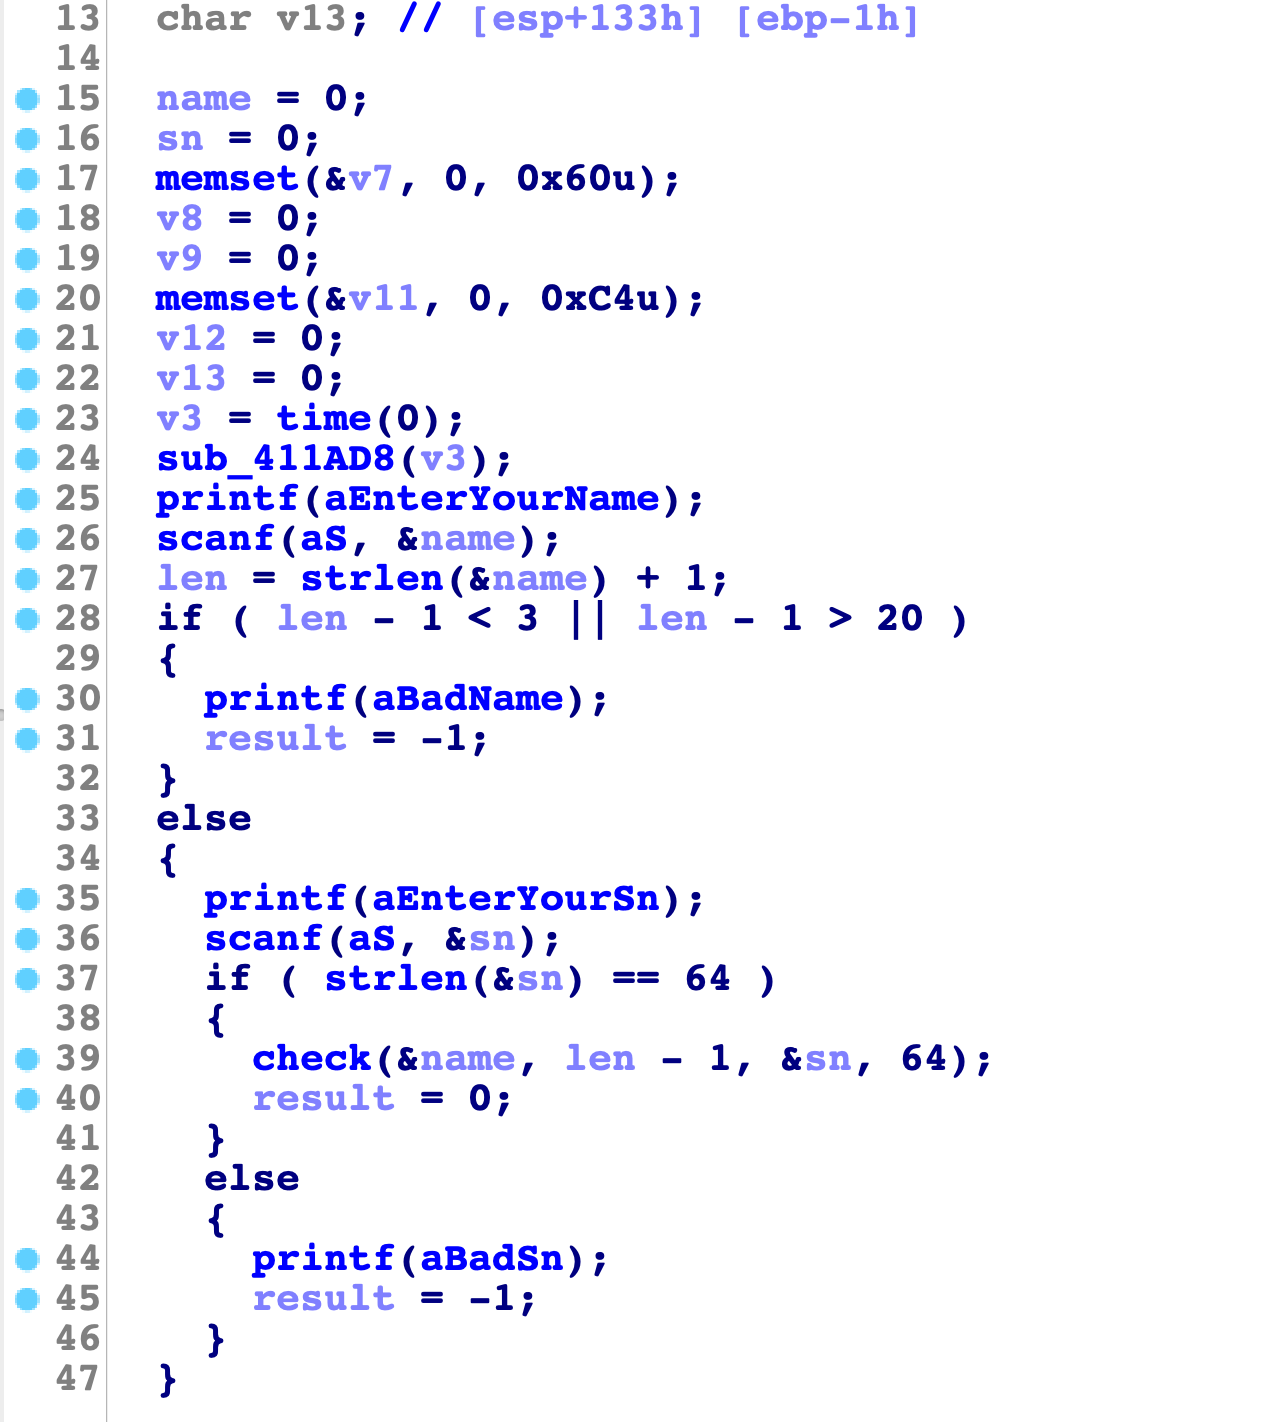 13 char v13; // [esp+133h] [ebp-1h]
14
15 name = 0;
16 sn = 0;
17 memset(&v7, 0, 0x60u);
18 v8 = 0;
19 v9 = 0;
20 memset(&v11, 0, 0xC4u);
21 v12 = 0;
22 v13 = 0;
23 v3 = time(0);
24 sub_411AD8(v3);
25 printf(aEnterYourName);
26 scanf(aS, &name);
27 len = strlen(&name) + 1;
28 if ( len - 1 < 3 || len - 1 > 20 )
29 {
30 printf(aBadName);
31 result = -1;
32 }
33 else
34 {
35 printf(aEnterYourSn);
36 scanf(aS, &sn);
37 if ( strlen(&sn) == 64 )
38 {
39 check(&name, len - 1, &sn, 64);
40 result = 0;
41 }
42 else
43 {
44 printf(aBadSn);
45 result = -1;
46 }
47 }